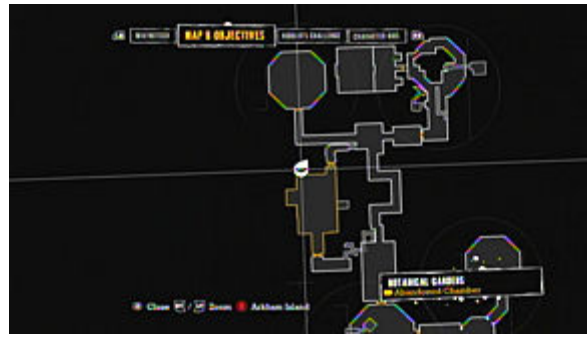 MAP & OBJECTIVES
RIDDLER'S CHALLENGE
CHARACTER BIOS
BOTANICAL GARDENS
Abandoned Chamber
Close / Zoom Arkham Island